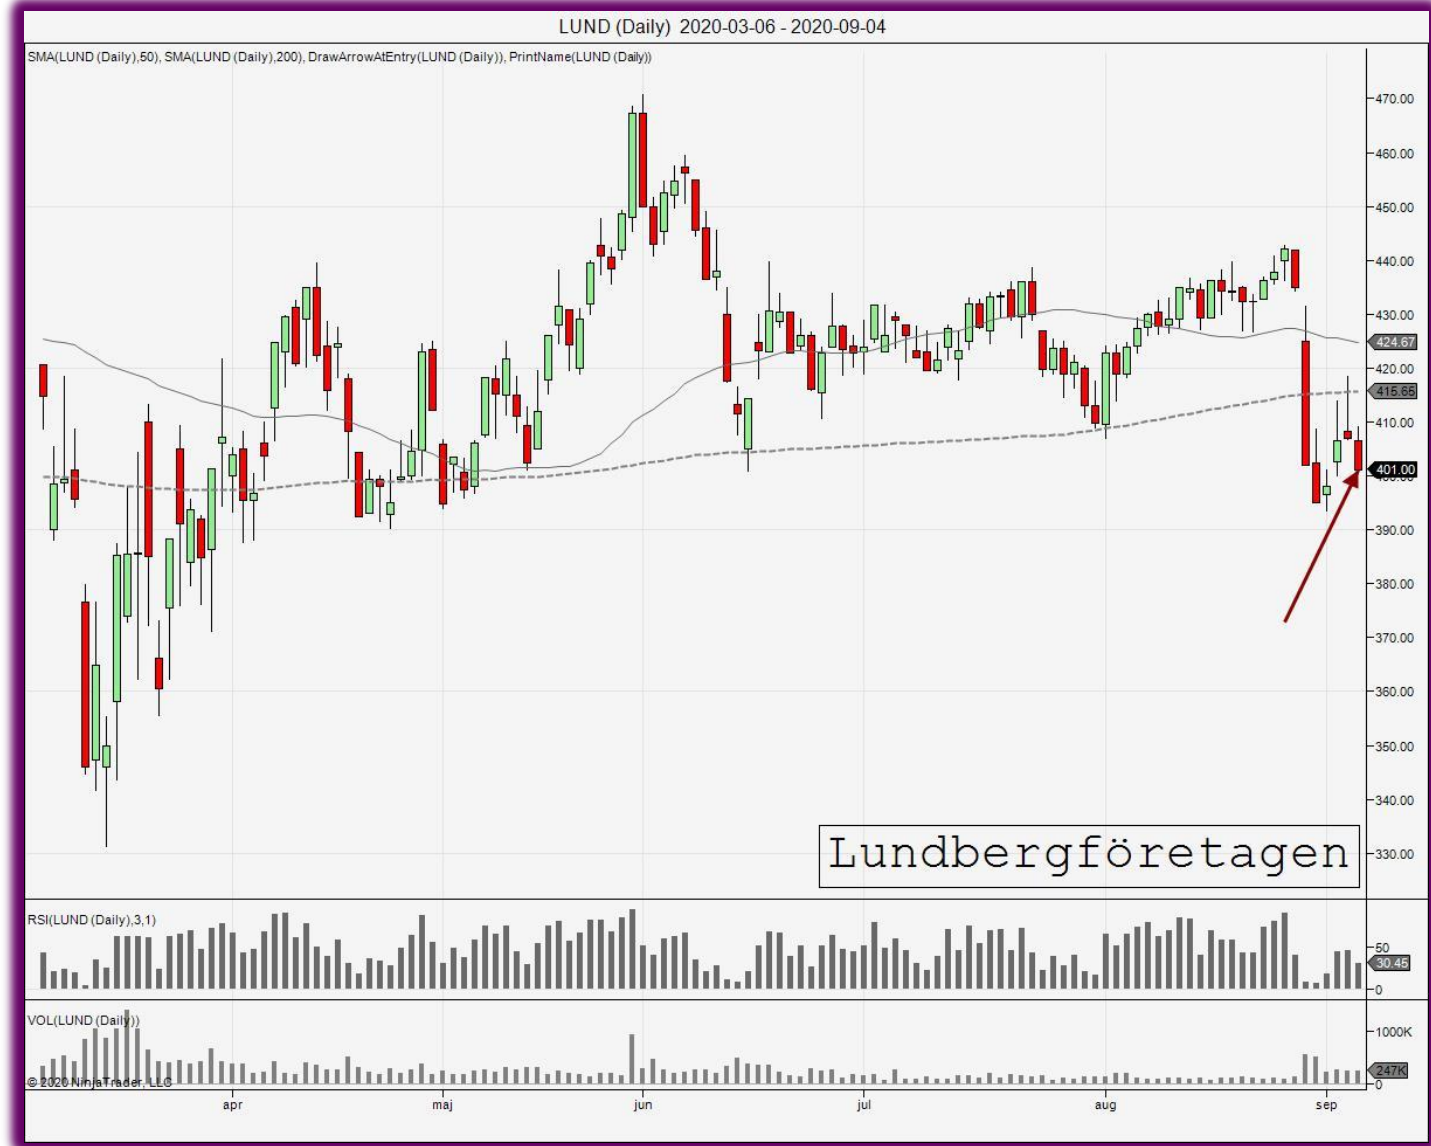 LUND (Daily)  2020-03-06 - 2020-09-04
SMA(LUND (Daily),50), SMA(LUND (Daily),200), DrawArrowAtEntry(LUND (Daily)), PrintName(LUND (Daily))
470.00
460.00
450.00
440.00
430.00
424.67
420.00
415.65
410.00
401.00
400.00
390.00
380.00
370.00
360.00
350.00
340.00
Lundbergföretagen
330.00
RSI(LUND (Daily),3,1)
50
30.45
0
VOL(LUND (Daily))
1000K
© 2020 NinjaTrader, LLC
247K
0
apr maj jun jul aug sep